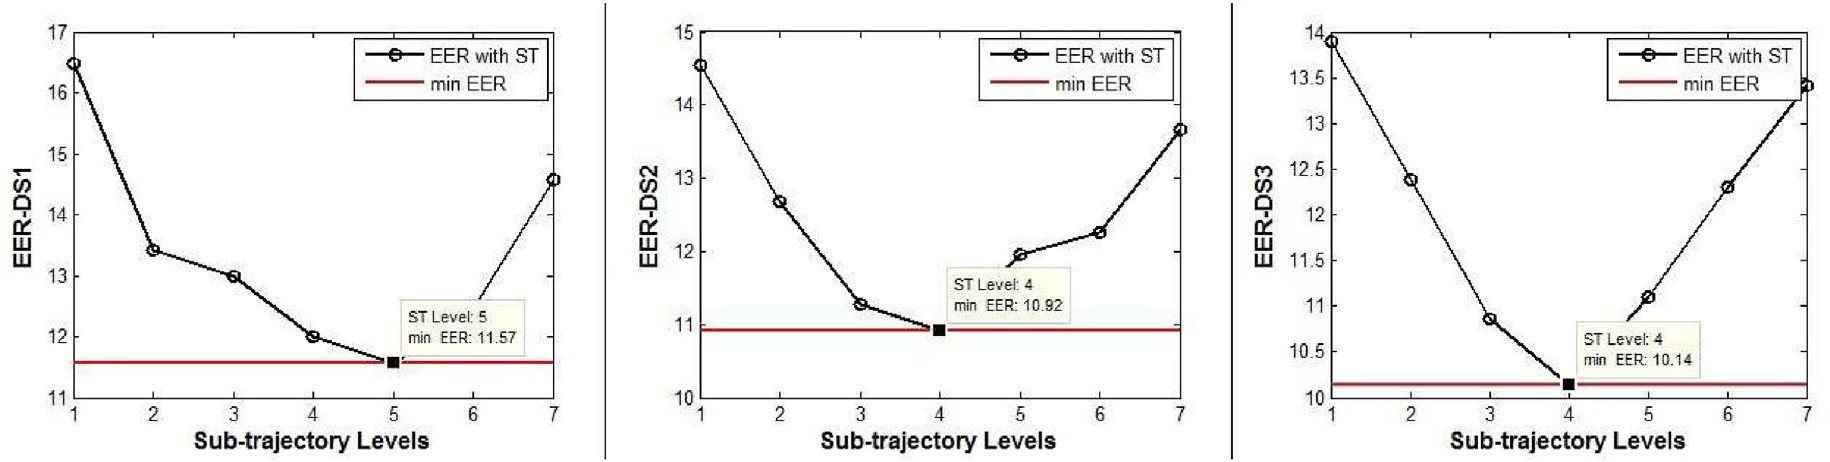 17
16
15
14
13
12
11
1 2 3 4 5 6 7
EER-DS1
Sub-trajectory Levels
EER with ST
min EER
ST Level: 5
min EER: 11.57
15
14
13
12
11
10
1 2 3 4 5 6 7
EER-DS2
Sub-trajectory Levels
EER with ST
min EER
ST Level: 4
min EER: 10.92
14
13.5
13
12.5
12
11.5
11
10.5
10
1 2 3 4 5 6 7
EER-DS3
Sub-trajectory Levels
EER with ST
min EER
ST Level: 4
min EER: 10.14